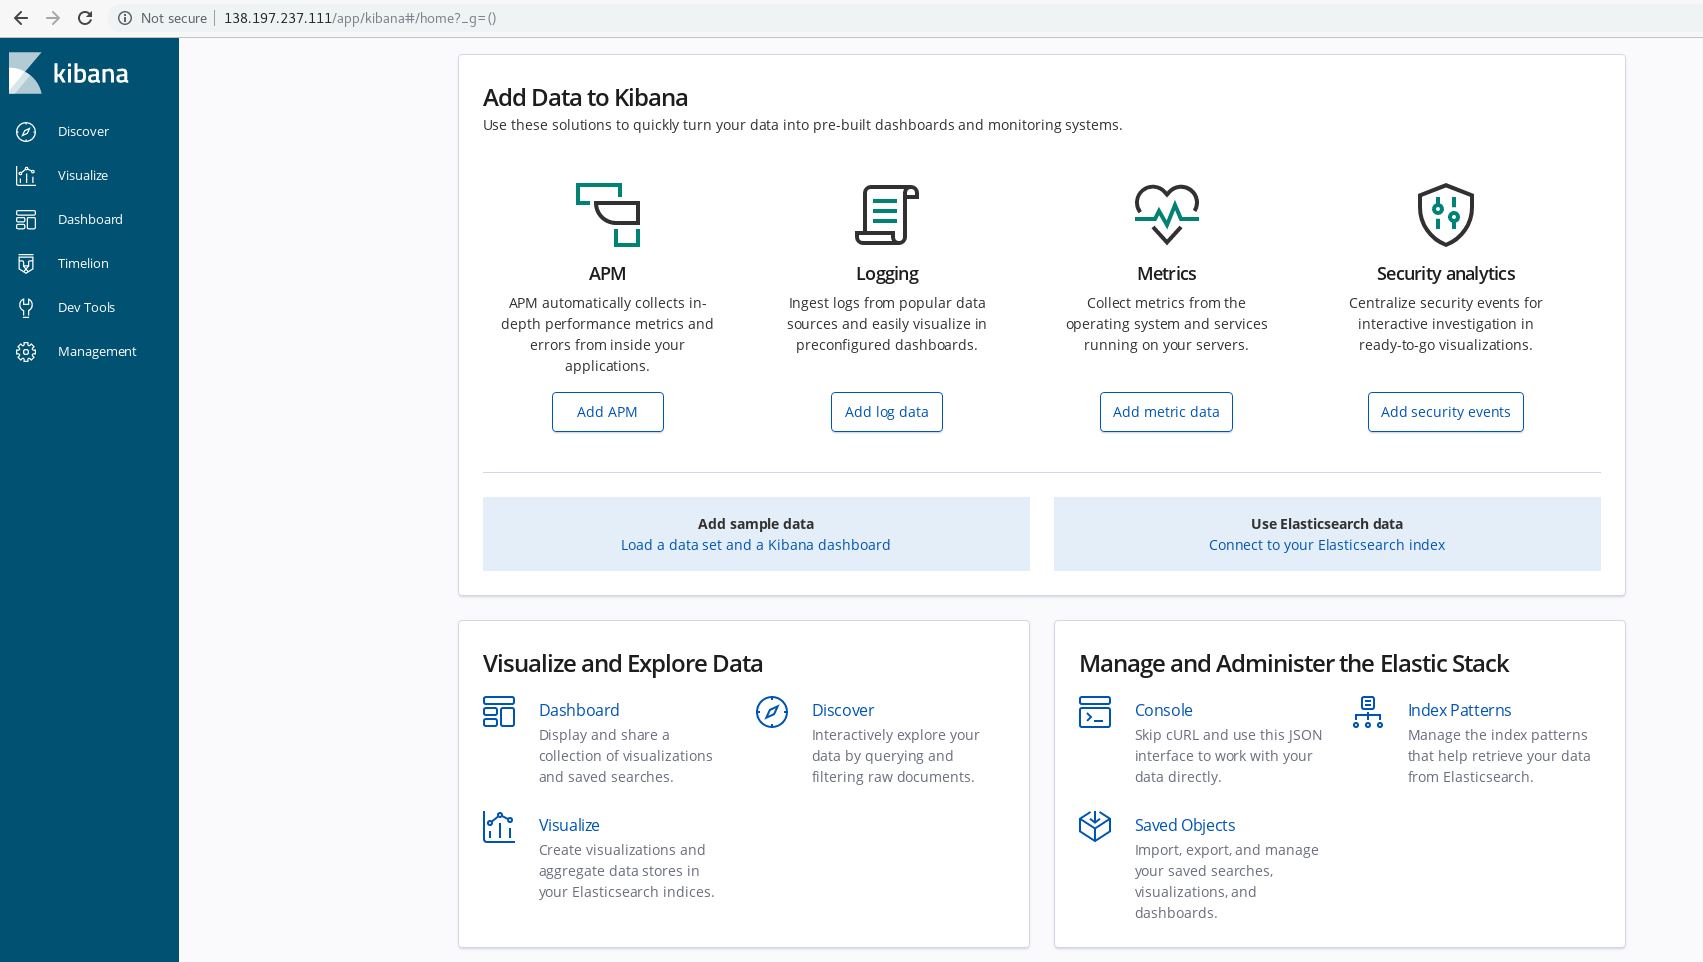 Not secure 138.197.237.111/app/kibana#/home?_g=()
kibana
Discover
Visualize
Dashboard
Timelion
Dev Tools
Management
Add Data to Kibana
Use these solutions to quickly turn your data into pre-built dashboards and monitoring systems.
APM
APM automatically collects in-
depth performance metrics and
errors from inside your
applications.
Add APM
Logging
Ingest logs from popular data
sources and easily visualize in
preconfigured dashboards.
Add log data
Metrics
Collect metrics from the
operating system and services
running on your servers.
Add metric data
Security analytics
Centralize security events for
interactive investigation in
ready-to-go visualizations.
Add security events
Add sample data
Load a data set and a Kibana dashboard
Use Elasticsearch data
Connect to your Elasticsearch index
Visualize and Explore Data
Dashboard
Display and share a
collection of visualizations
and saved searches.
Discover
Interactively explore your
data by querying and
filtering raw documents.
Visualize
Create visualizations and
aggregate data stores in
your Elasticsearch indices.
Manage and Administer the Elastic Stack
Console
Skip cURL and use this JSON
interface to work with your
data directly.
Index Patterns
Manage the index patterns
that help retrieve your data
from Elasticsearch.
Saved Objects
Import, export, and manage
your saved searches,
visualizations, and
dashboards.